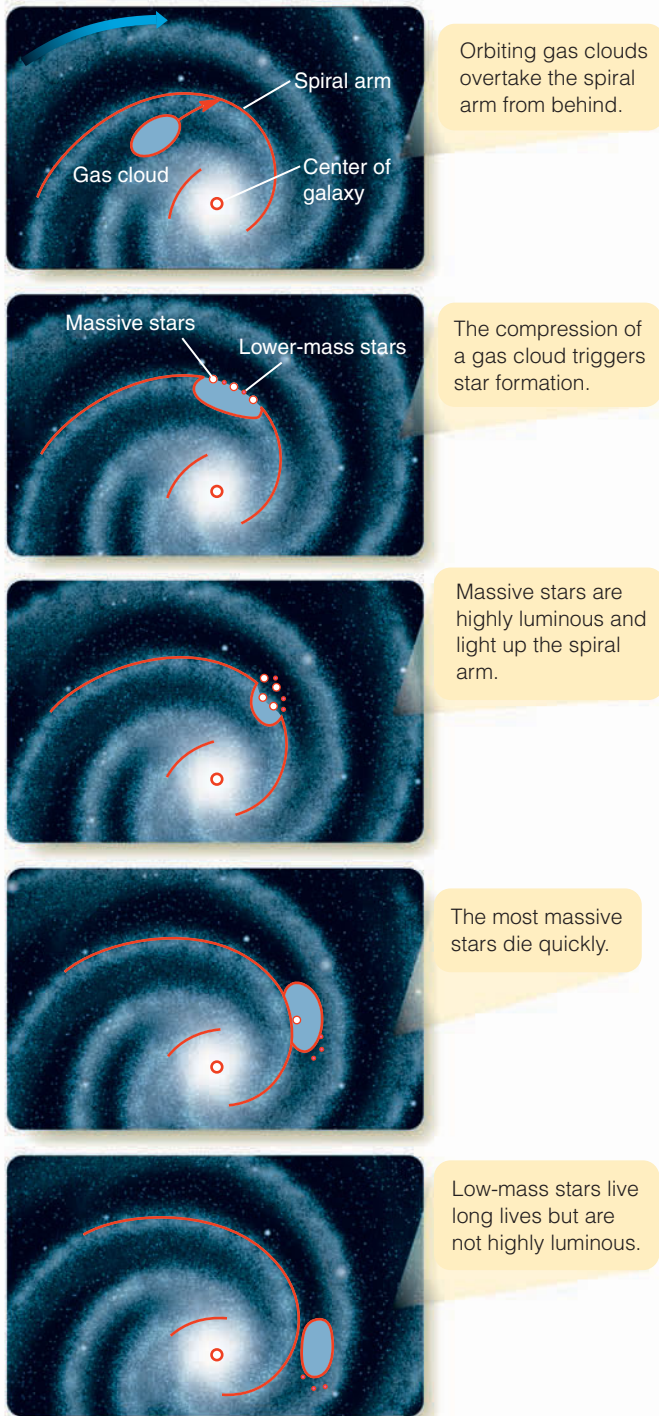 Orbiting gas clouds
overtake the spiral
arm from behind.
Spiral arm
Gas cloud
Center of
galaxy
The compression of
a gas cloud triggers
star formation.
Massive stars
Lower-mass stars
Massive stars are
highly luminous and
light up the spiral
arm.
The most massive
stars die quickly.
Low-mass stars live
long lives but are
not highly luminous.